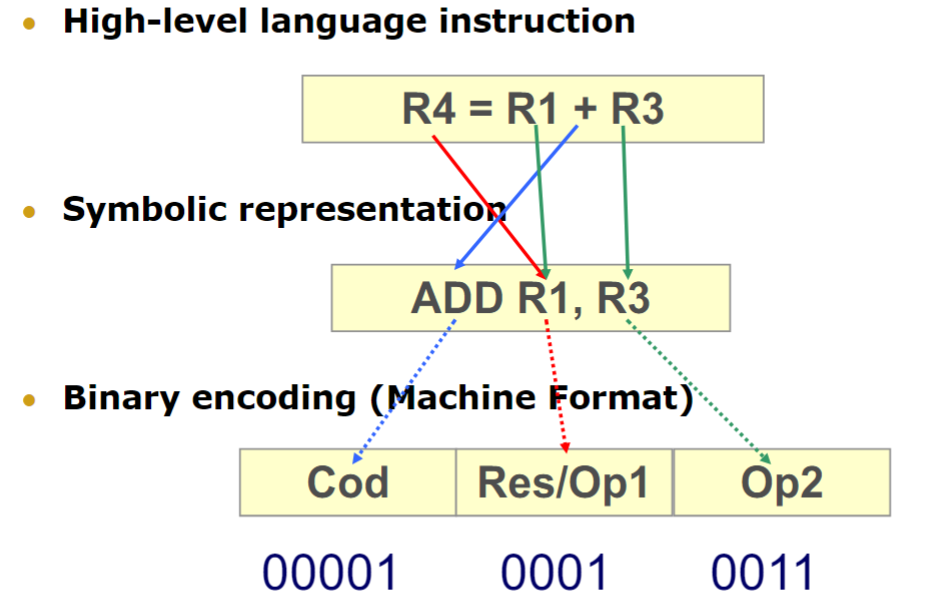 High-level language instruction
R4 = R1 + R3
Symbolic representation
ADD R1, R3
Binary encoding (Machine Format)
Cod Res/Op1 Op2
00001 0001 0011